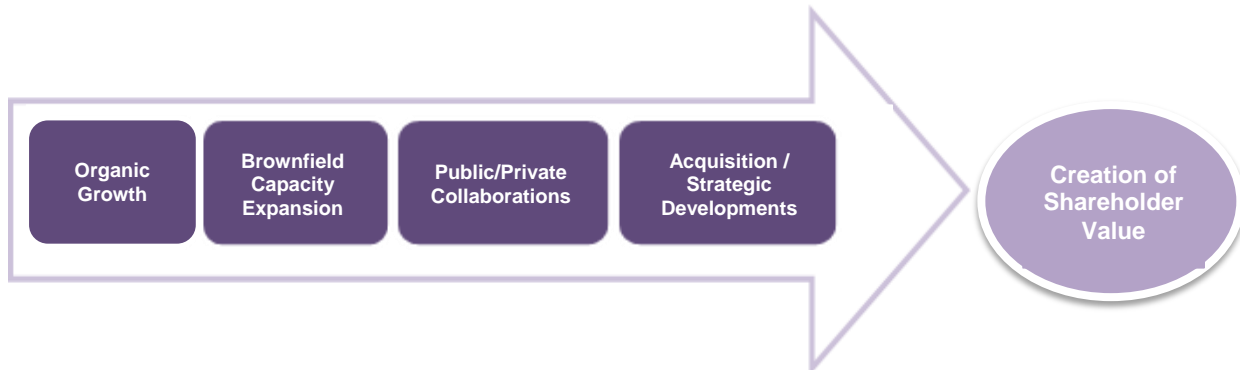 Organic
Growth
Brownfield
Capacity
Expansion
Public/Private
Collaborations
Acquisition /
Strategic
Developments
Creation of
Shareholder
Value